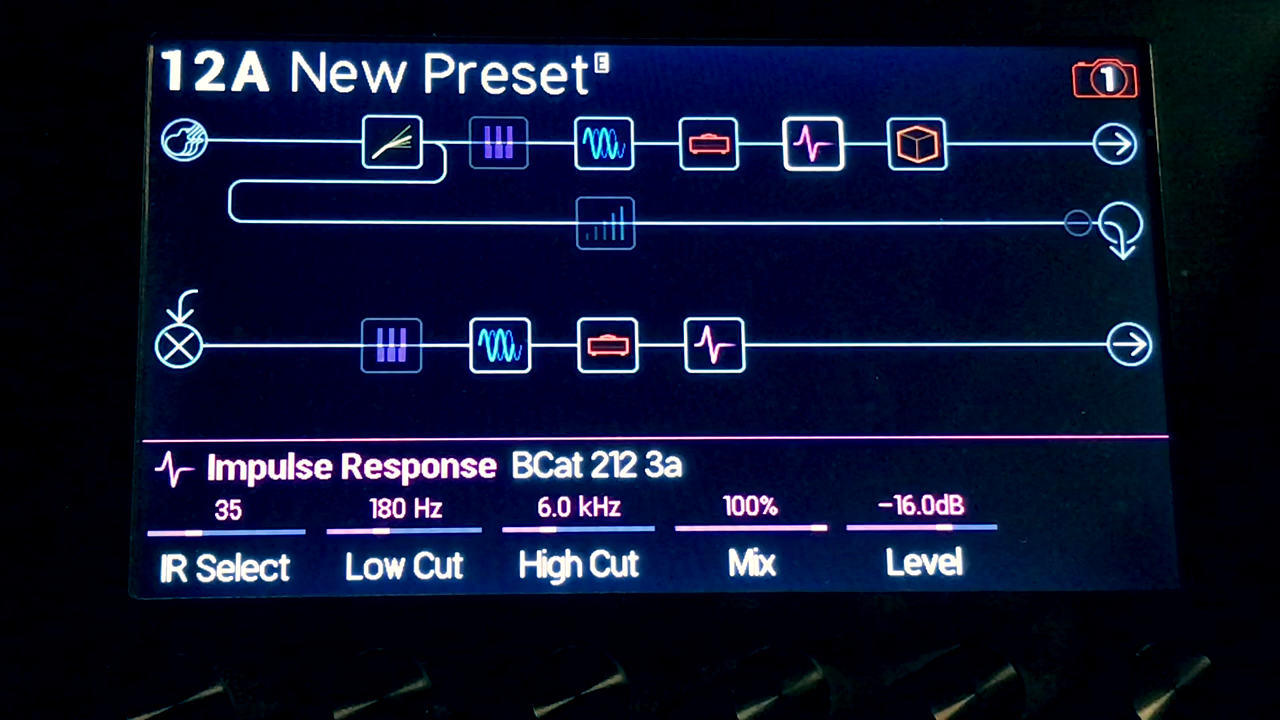 12A New Preset E
1
Impulse Response BCat 212 3a
35 180 Hz 6.0 kHz 100% −16.0dB
IR Select Low Cut High Cut Mix Level